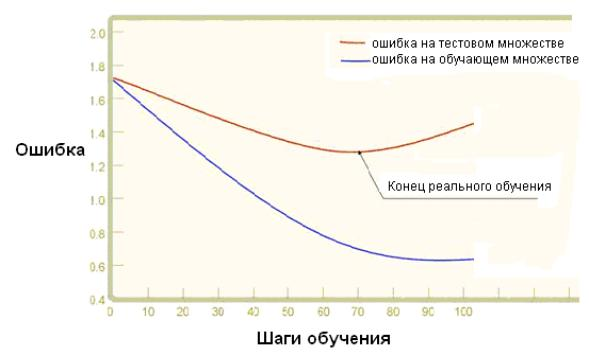 2.0
ошибка на тестовом множестве
ошибка на обучающем множестве
1.8
1.6
1.4
Ошибка
1.2
Конец реального обучения
1.0
0.8
0.6
0.4
0 10 20 30 40 50 60 70 80 90 100
Шаги обучения